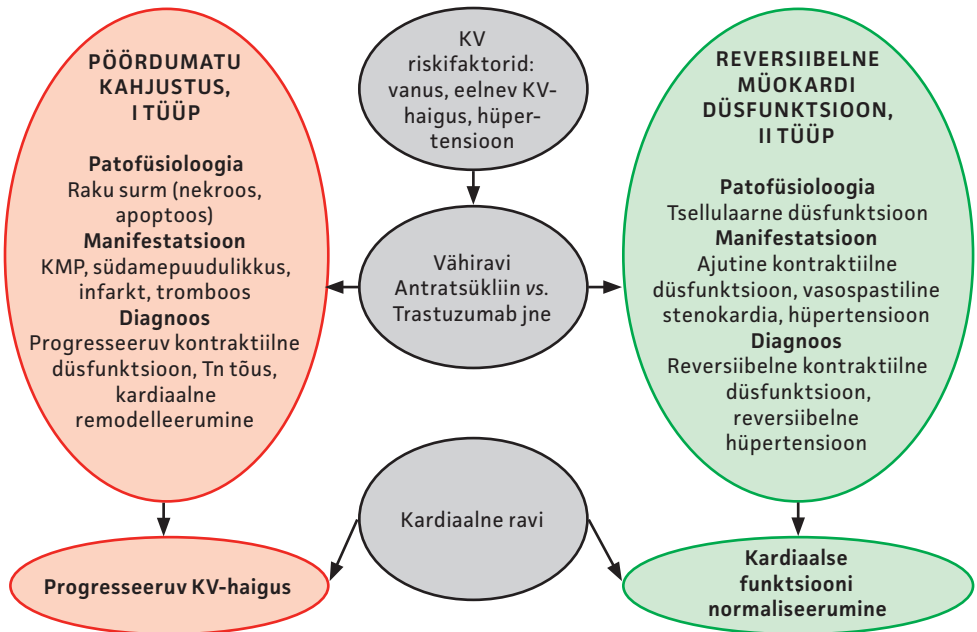 PÖÖRDUMATU
KAHJUSTUS,
I TÜÜP
Patofüsioloogia
Raku surm (nekroos,
apoptoos)
Manifestatsioon
KMP, südamepuudulikkus,
infarkt, tromboos
Diagnoos
Progresseeruv kontraktiilne
düsfunktsioon, Tn tõus,
kardiaalne
remodelleerumine
KV
riskifaktorid:
vanus, eelnev KV-
haigus, hüper-
tensioon
Vähiravi
Antratsükliin vs.
Trastuzumab jne
REVERSIIBELNE
MÜOKARDI
DÜSFUNKTSIOON,
II TÜÜP
Patofüsioloogia
Tsellulaarne düsfunktsioon
Manifestatsioon
Ajutine kontraktiilne
düsfunktsioon, vasospastiline
stenokardia, hüpertensioon
Diagnoos
Reversiibelne kontraktiilne
düsfunktsioon,
reversiibelne
hüpertensioon
Kardiaalne ravi
Progresseeruv KV-haigus
Kardiaalse
funktsiooni
normaliseerumine